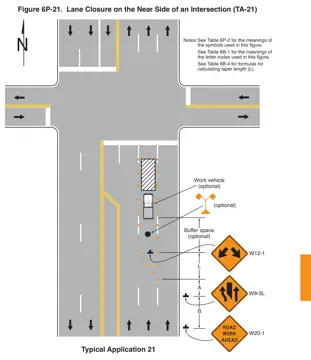 Figure 6P-21. Lane Closure on the Near Side of an Intersection (TA-21)
N
Notes: See Table 6P-2 for the meanings of
the symbols used in this figure.
See Table 6B-1 for the meanings of
the letter codes used in this figure.
See Table 6B-4 for formulas for
calculating taper length (L).
Work vehicle
(optional)
(optional)
Buffer space
(optional)
W12-1
L
A
W9-3L
B
ROAD
WORK
AHEAD
W20-1
Typical Application 21